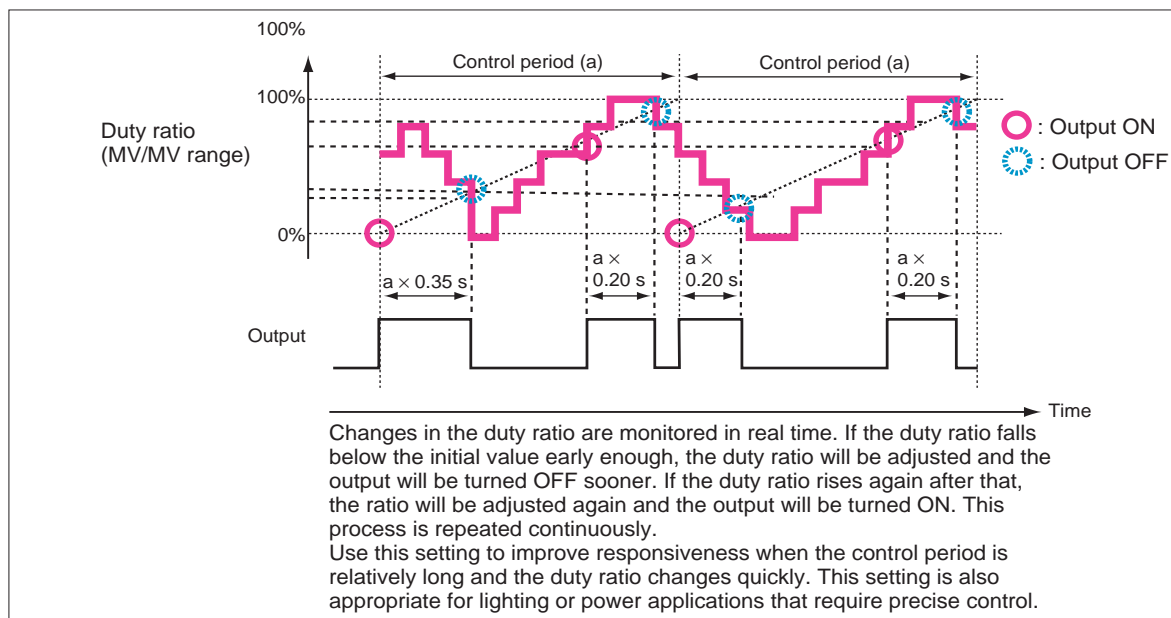 100%
Control period (a)
Control period (a)
100%
Duty ratio
(MV/MV range)
: Output ON
: Output OFF
0%
a × 0.35 s
a ×
0.20 s
a ×
0.20 s
a ×
0.20 s
Output
Time
Changes in the duty ratio are monitored in real time. If the duty ratio falls
below the initial value early enough, the duty ratio will be adjusted and the
output will be turned OFF sooner. If the duty ratio rises again after that,
the ratio will be adjusted again and the output will be turned ON. This
process is repeated continuously.
Use this setting to improve responsiveness when the control period is
relatively long and the duty ratio changes quickly. This setting is also
appropriate for lighting or power applications that require precise control.